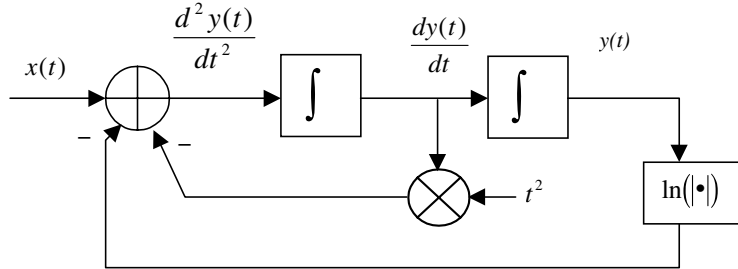 x(t)
d²y(t)
dt²
∫
dy(t)
dt
∫
y(t)
−
−
t²
ln(|•|)